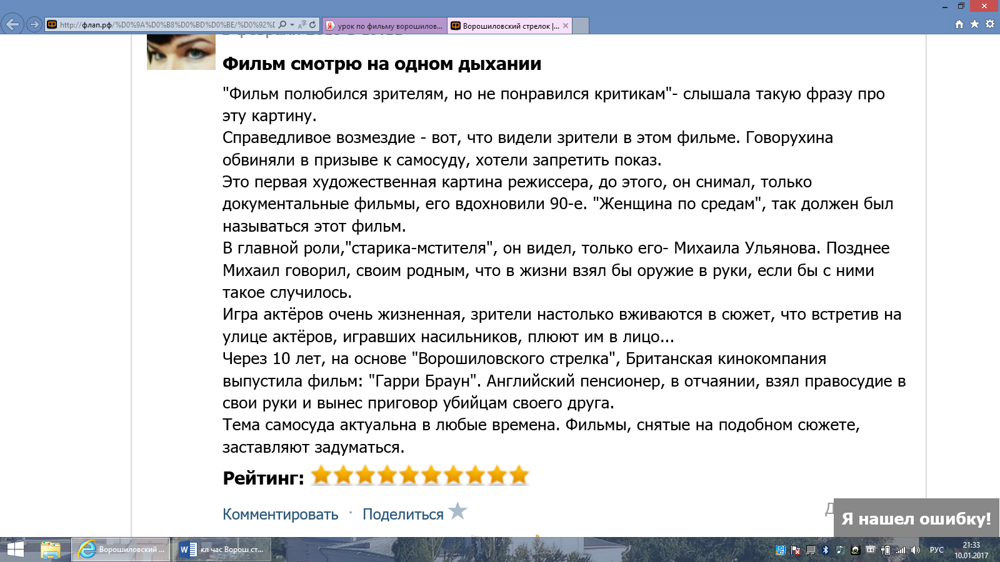 http://флап.рф/%D0%9A%D0%B8%D0%BD%D0%BE/%D0%92%D
урок по фильму ворошилов...
Ворошиловский стрелок |...
Фильм смотрю на одном дыхании
"Фильм полюбился зрителям, но не понравился критикам"- слышала такую фразу про
эту картину.
Справедливое возмездие - вот, что видели зрители в этом фильме. Говорухина
обвиняли в призыве к самосуду, хотели запретить показ.
Это первая художественная картина режиссера, до этого, он снимал, только
документальные фильмы, его вдохновили 90-е. "Женщина по средам", так должен был
называться этот фильм.
В главной роли,"старика-мстителя", он видел, только его- Михаила Ульянова. Позднее
Михаил говорил, своим родным, что в жизни взял бы оружие в руки, если бы с ними
такое случилось.
Игра актёров очень жизненная, зрители настолько вживаются в сюжет, что встретив на
улице актёров, игравших насильников, плюют им в лицо...
Через 10 лет, на основе "Ворошиловского стрелка", Британская кинокомпания
выпустила фильм: "Гарри Браун". Английский пенсионер, в отчаянии, взял правосудие в
свои руки и вынес приговор убийцам своего друга.
Тема самосуда актуальна в любые времена. Фильмы, снятые на подобном сюжете,
заставляют задуматься.
Рейтинг:
Комментировать · Поделиться
Я нашел ошибку!
Ворошиловский ...
кл час Ворош ст...
РУС
21:33
10.01.2017